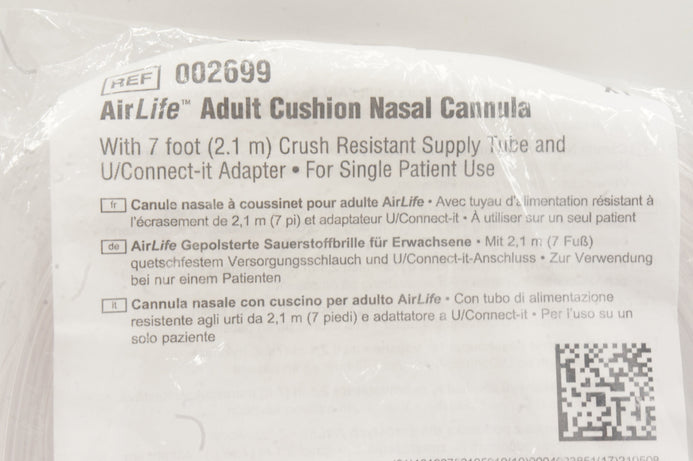 REF 002699
AirLife™ Adult Cushion Nasal Cannula
With 7 foot (2.1 m) Crush Resistant Supply Tube and
U/Connect-it Adapter • For Single Patient Use
fr Canule nasale à coussinet pour adulte AirLife • Avec tuyau d'alimentation résistant à
l'écrasement de 2,1 m (7 pi) et adaptateur U/Connect-it • À utiliser sur un seul patient
de AirLife Gepolsterte Sauerstoffbrille für Erwachsene • Mit 2,1 m (7 Fuß)
quetschfestem Versorgungsschlauch und U/Connect-it-Anschluss • Zur Verwendung
bei nur einem Patienten
it Cannula nasale con cuscino per adulto AirLife • Con tubo di alimentazione
resistente agli urti da 2,1 m (7 piedi) e adattatore a U/Connect-it • Per l'uso su un
solo paziente